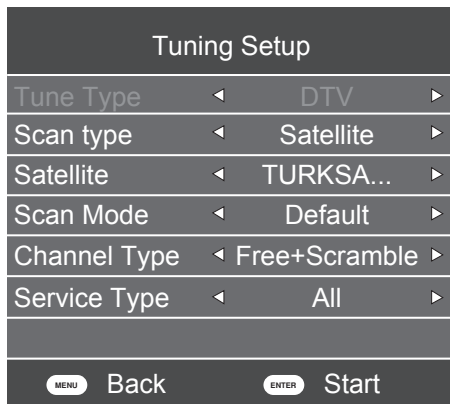 Tuning Setup
Tune Type DTV
Scan type Satellite
Satellite TURKSA...
Scan Mode Default
Channel Type Free+Scramble
Service Type All
MENU Back ENTER Start